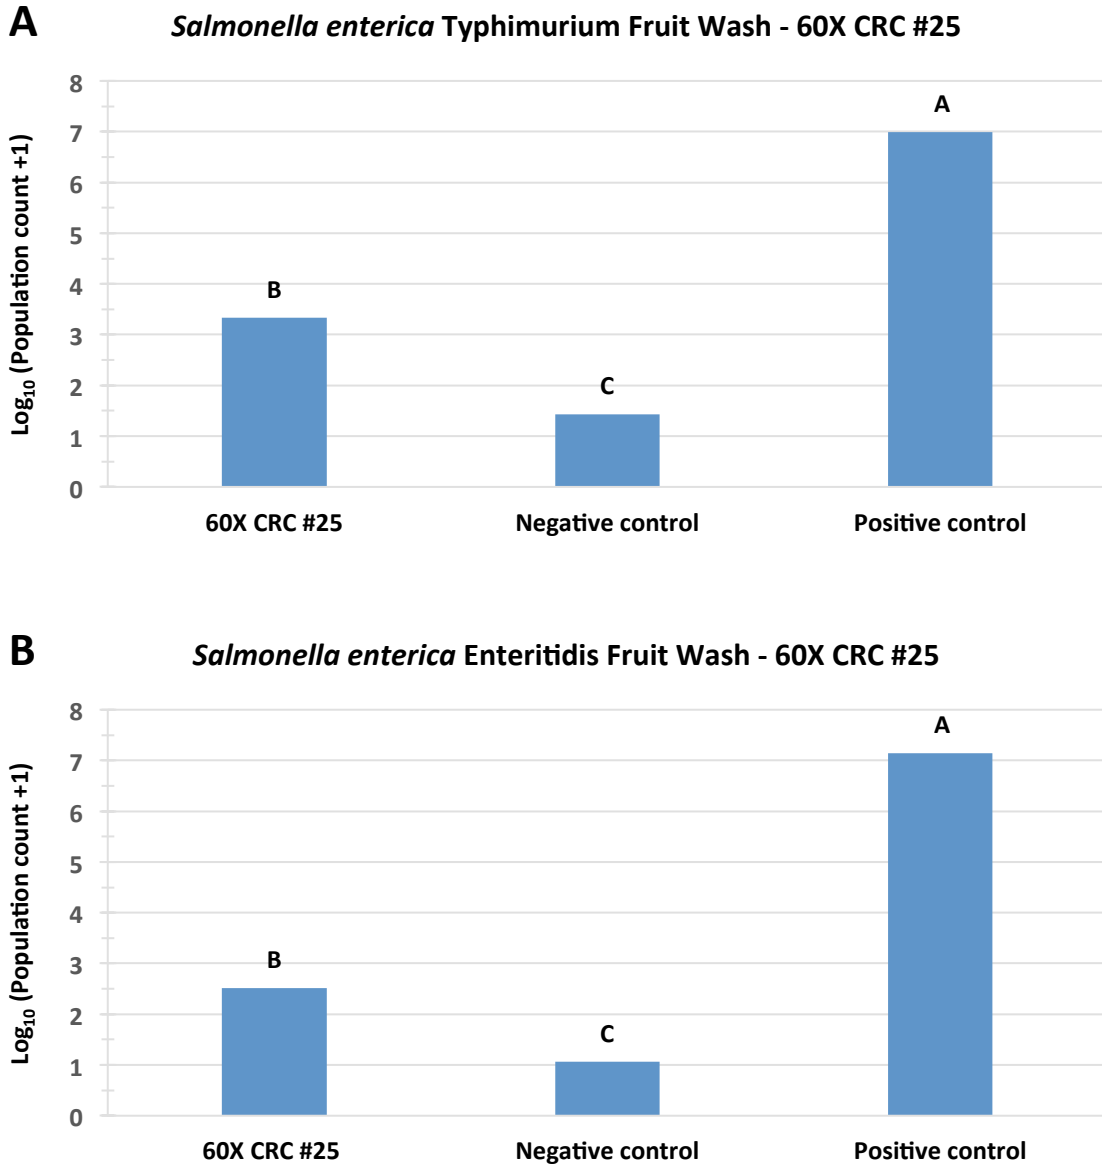 A
Salmonella enterica Typhimurium Fruit Wash - 60X CRC #25
Log₁₀ (Population count +1)
8
7
6
5
4
3
2
1
0
B
C
A
60X CRC #25
Negative control
Positive control
B
Salmonella enterica Enteritidis Fruit Wash - 60X CRC #25
Log₁₀ (Population count +1)
8
7
6
5
4
3
2
1
0
B
C
A
60X CRC #25
Negative control
Positive control